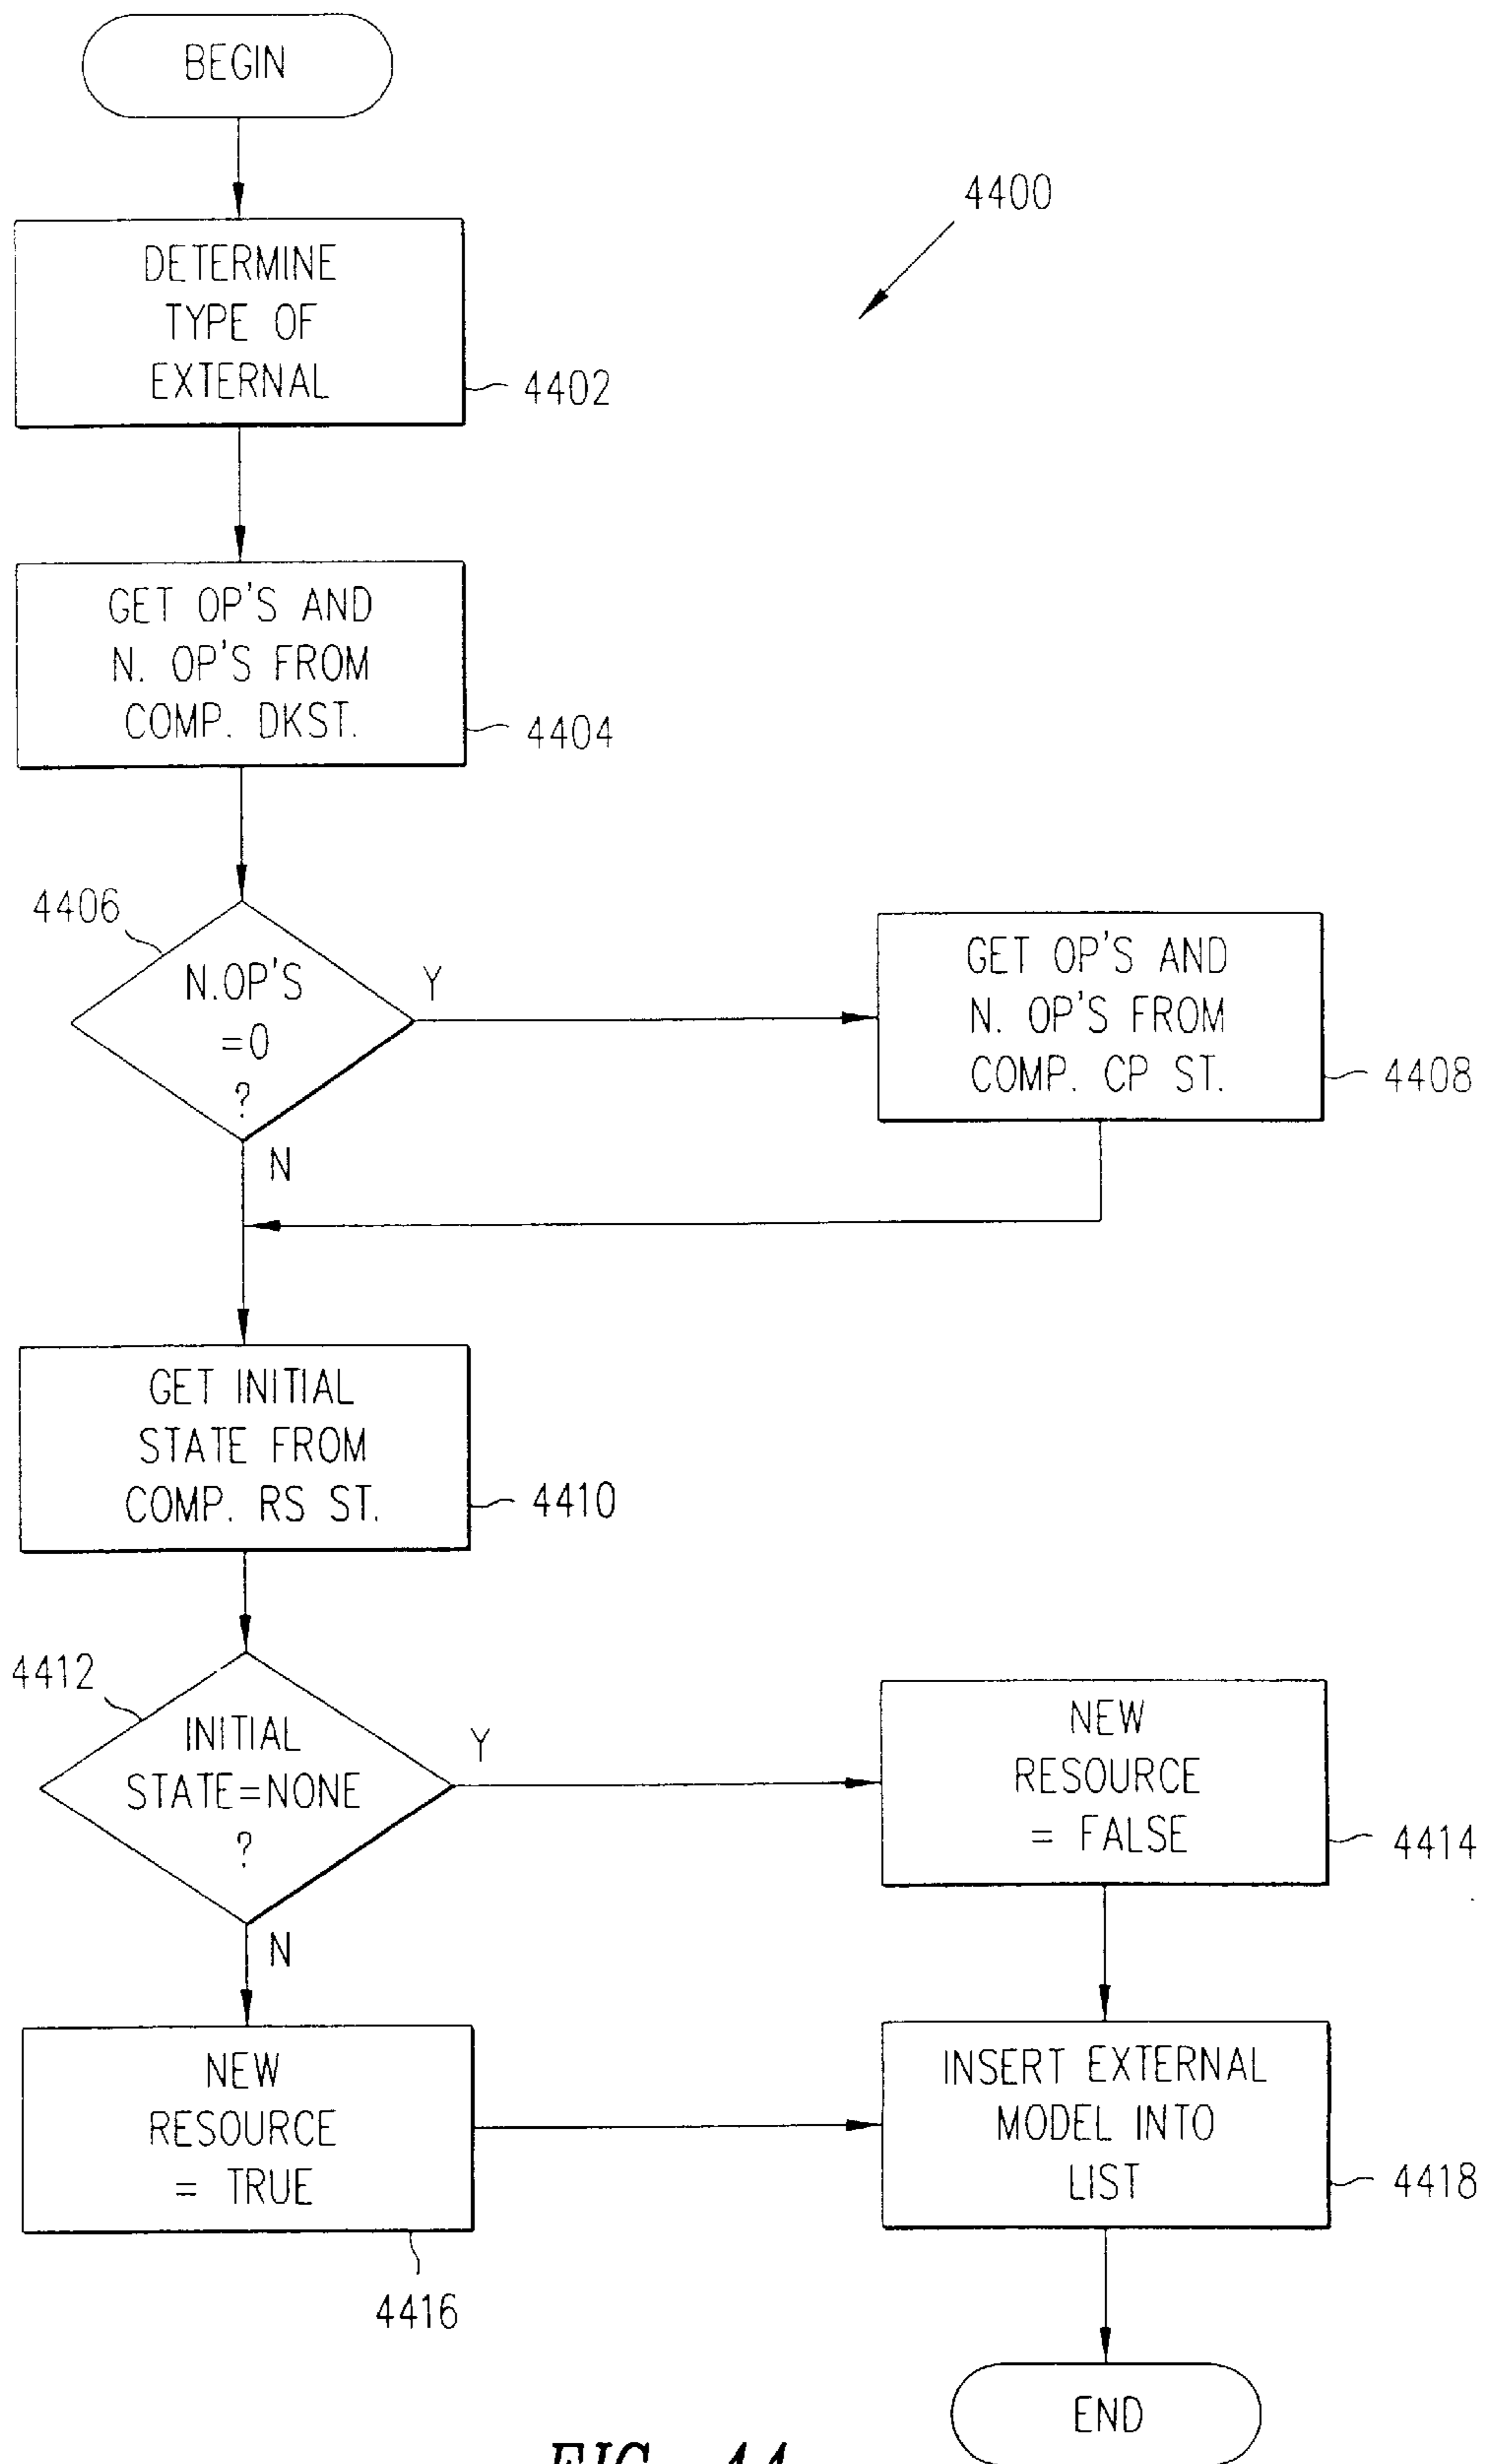 BEGIN
4400
DETERMINE
TYPE OF
EXTERNAL
4402
GET OP'S AND
N. OP'S FROM
COMP. DKST.
4404
4406
N.OP'S
=0
?
Y
N
GET OP'S AND
N. OP'S FROM
COMP. CP ST.
4408
GET INITIAL
STATE FROM
COMP. RS ST.
4410
4412
INITIAL
STATE=NONE
?
Y
N
NEW
RESOURCE
= FALSE
4414
NEW
RESOURCE
= TRUE
4416
INSERT EXTERNAL
MODEL INTO
LIST
4418
END
FIG. 44